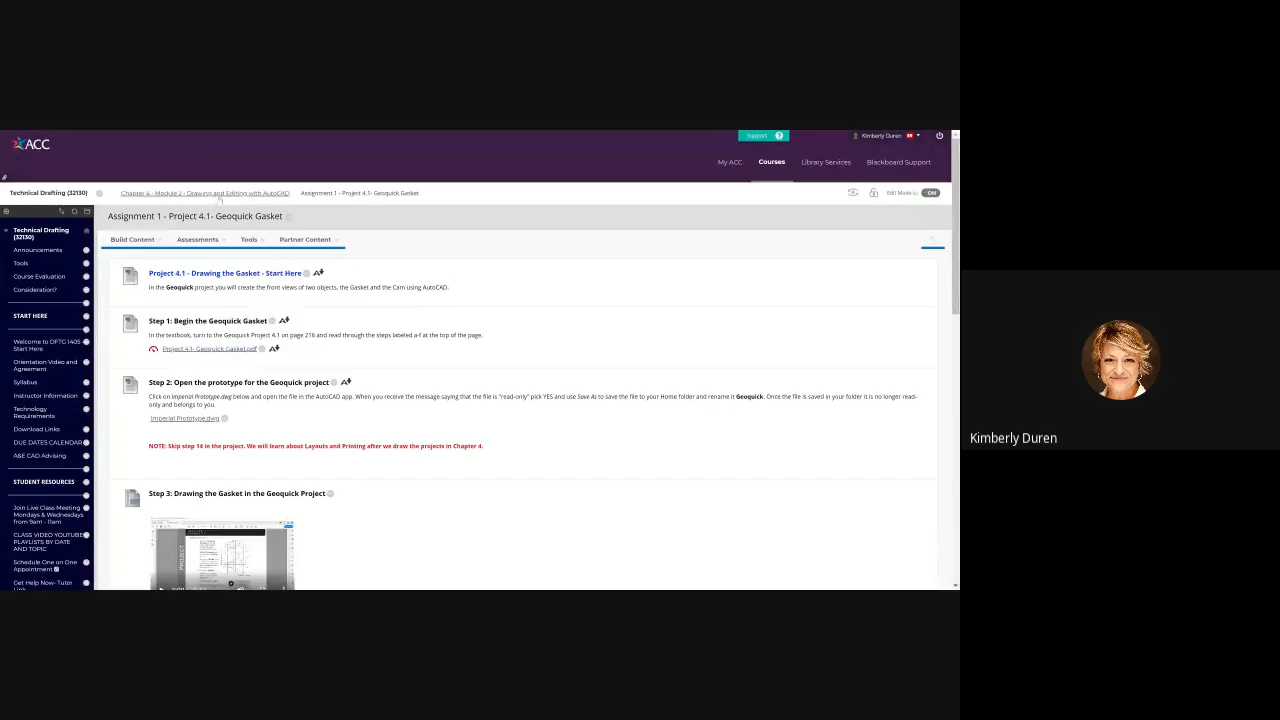 ACC
Support ?
Kimberly Duren
My ACC
Courses
Library Services
Blackboard Support
Technical Drafting (32130)
Chapter 4 - Module 2 - Drawing and Editing with AutoCAD
Assignment 1 - Project 4.1- Geoquick Gasket
Edit Mode is:
ON
Assignment 1 - Project 4.1- Geoquick Gasket
Build Content
Assessments
Tools
Partner Content
Technical Drafting
(32130)
Announcements
Tools
Course Evaluation
Consideration?
START HERE
Welcome to DFTG 1405 -
Start Here
Orientation Video and
Agreement
Syllabus
Instructor Information
Technology
Requirements
Download Links
DUE DATES CALENDAR
A&E CAD Advising
STUDENT RESOURCES
Join Live Class Meeting
Mondays & Wednesdays
from 9am - 11am
CLASS VIDEO YOUTUBE
PLAYLISTS BY DATE
AND TOPIC
Schedule One on One
Appointment
Get Help Now- Tutor
Project 4.1 - Drawing the Gasket - Start Here
In the Geoquick project you will create the front views of two objects, the Gasket and the Cam using AutoCAD.
Step 1: Begin the Geoquick Gasket
In the textbook, turn to the Geoquick Project 4.1 on page 216 and read through the steps labeled a-f at the top of the page.
Project 4.1- Geoquick Gasket.pdf
Step 2: Open the prototype for the Geoquick project
Click on Imperial Prototype.dwg below and open the file in the AutoCAD app. When you receive the message saying that the file is "read-only" pick YES and use Save As to save the file to your Home folder and rename it Geoquick. Once the file is saved in your folder it is no longer read-
only and belongs to you.
Imperial Prototype.dwg
NOTE: Skip step 14 in the project. We will learn about Layouts and Printing after we draw the projects in Chapter 4.
Step 3: Drawing the Gasket in the Geoquick Project
PROJECT
Kimberly Duren